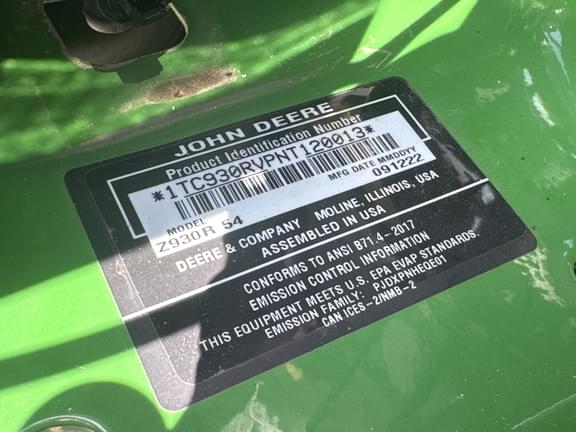 JOHN DEERE
Product Identification Number
*1TC930RVPNT120013*
MODEL
Z930R 54
MFG DATE MMDDYY
091222
DEERE & COMPANY MOLINE, ILLINOIS, USA
ASSEMBLED IN USA
CONFORMS TO ANSI B71.4-2017
EMISSION CONTROL INFORMATION
THIS EQUIPMENT MEETS U.S. EPA EVAP STANDARDS.
EMISSION FAMILY: PJDXPNHEQE01
CAN ICES-2/NMB-2